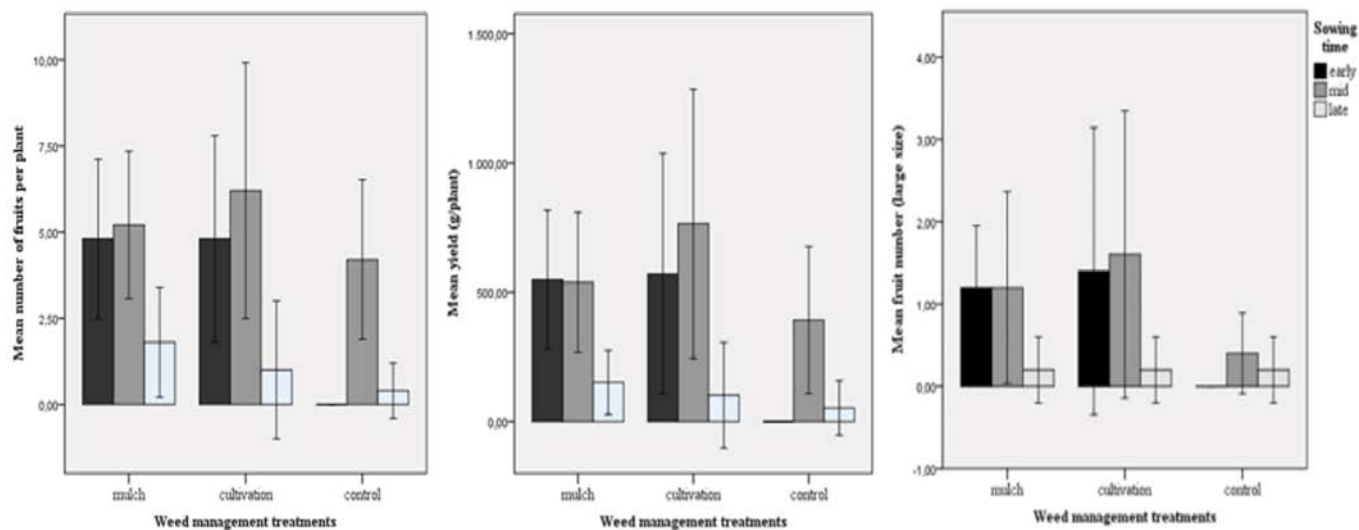 Mean number of fruits per plant
10,00
7,50
5,00
2,50
0,00
mulch
cultivation
control
Weed management treatments
Mean yield (g/plant)
1.500,00
1.000,00
500,00
0,00
mulch
cultivation
control
Weed management treatments
Mean fruit number (large size)
4,00
3,00
2,00
1,00
0,00
-1,00
mulch
cultivation
control
Weed management treatments
Sowing
time
early
mid
late